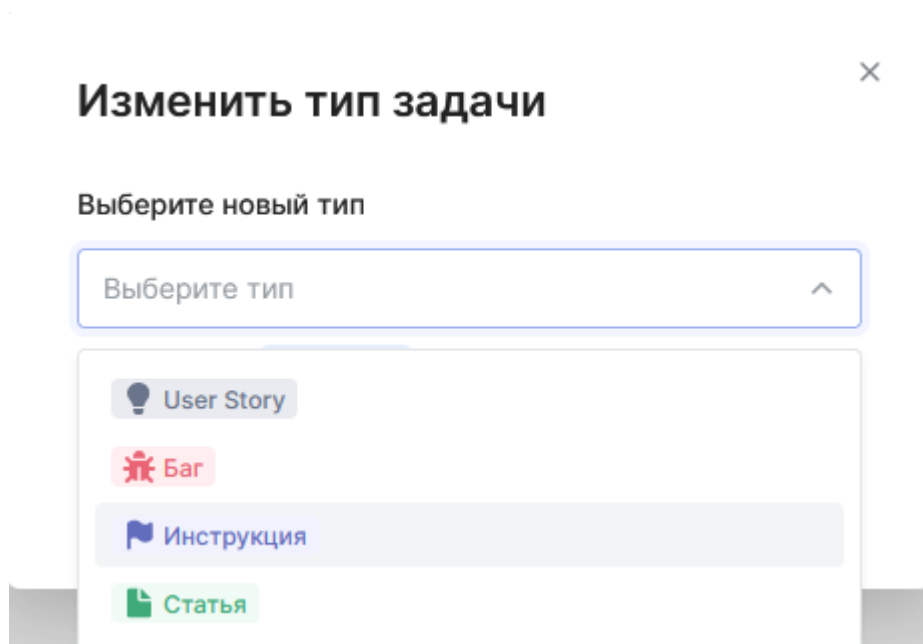 Изменить тип задачи
Выберите новый тип
Выберите тип
User Story
Баг
Инструкция
Статья